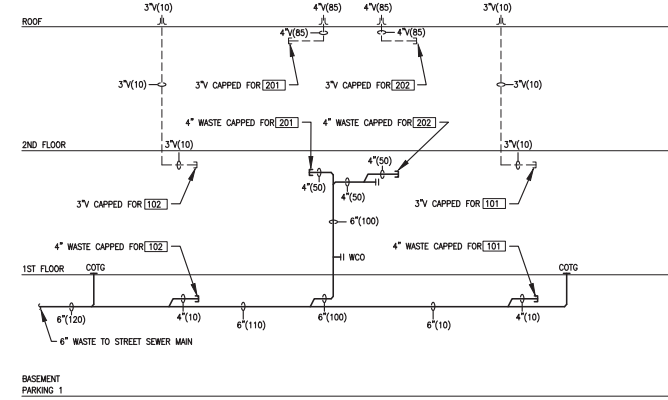 3"V(10) 4"V(85) 4"V(85) 3"V(10)
ROOF
4"V(85) 4"V(85)
3"V(10) 3"V CAPPED FOR 201 3"V CAPPED FOR 202 3"V(10)
4" WASTE CAPPED FOR 201 4" WASTE CAPPED FOR 202
2ND FLOOR
3"V(10) 3"V(10)
4"(50)
4"(50) 4"(50)
3"V CAPPED FOR 102 3"V CAPPED FOR 101
6"(100)
4" WASTE CAPPED FOR 102 4" WASTE CAPPED FOR 101
WCO
1ST FLOOR COTG COTG
6"(120) 4"(10) 6"(110) 6"(100) 6"(10) 4"(10)
6" WASTE TO STREET SEWER MAIN
BASEMENT
PARKING 1